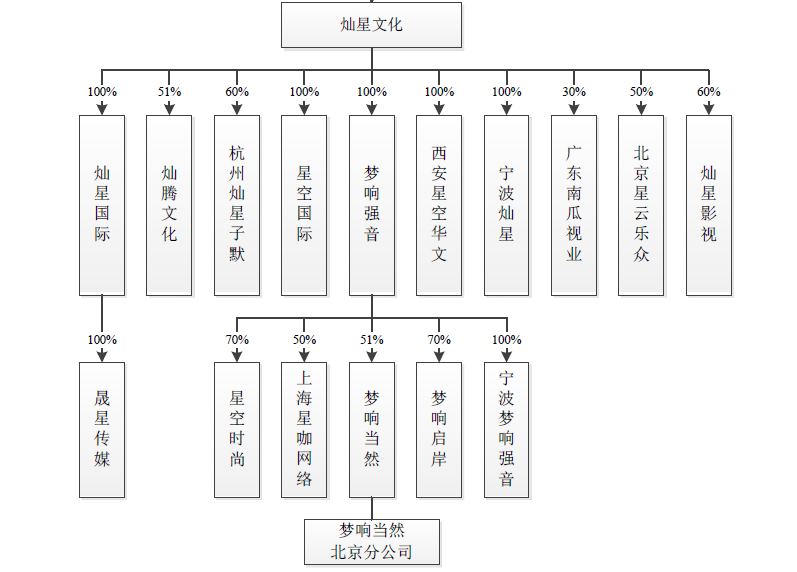 灿星文化
100% 51% 60% 100% 100% 100% 100% 30% 50% 60%
灿星国际
灿腾文化
杭州灿星子默
星空国际
梦响强音
西安星空华文
宁波灿星
广东南瓜视业
北京星云乐众
灿星影视
100% 70% 50% 51% 70% 100%
晟星传媒
星空时尚
上海星咖网络
梦响当然
梦响启岸
宁波梦响强音
梦响当然
北京分公司